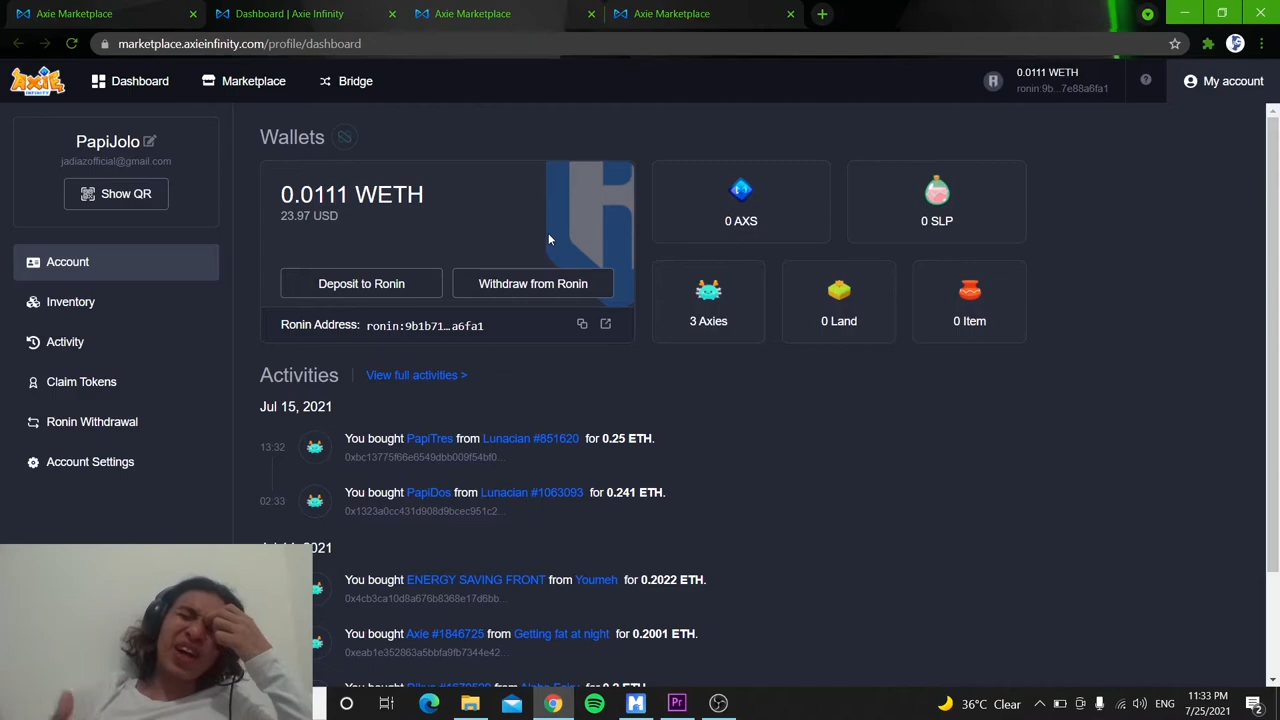 Axie Marketplace
Dashboard | Axie Infinity
Axie Marketplace
Axie Marketplace
marketplace.axieinfinity.com/profile/dashboard
AXIE
INFINITY
Dashboard
Marketplace
Bridge
0.0111 WETH
ronin:9b...7e88a6fa1
My account
PapiJolo
jadiazofficial@gmail.com
Show QR
Account
Inventory
Activity
Claim Tokens
Ronin Withdrawal
Account Settings
Wallets
0.0111 WETH
23.97 USD
Deposit to Ronin
Withdraw from Ronin
Ronin Address: ronin:9b1b71...a6fa1
0 AXS
0 SLP
3 Axies
0 Land
0 Item
Activities
View full activities >
Jul 15, 2021
13:32
You bought PapiTres from Lunacian #851620 for 0.25 ETH.
0xbc13775f66e6549dbb009f54bf0...
02:33
You bought PapiDos from Lunacian #1063093 for 0.241 ETH.
0x1323a0cc431d908d9bcec951c2...
2021
You bought ENERGY SAVING FRONT from Youmeh for 0.2022 ETH.
0x4cb3ca10d8a676b8368e17d6bb...
You bought Axie #1846725 from Getting fat at night for 0.2001 ETH.
0xeab1e352863a5bbfa9fb7344e42...
36°C Clear
ENG
11:33 PM
7/25/2021
2